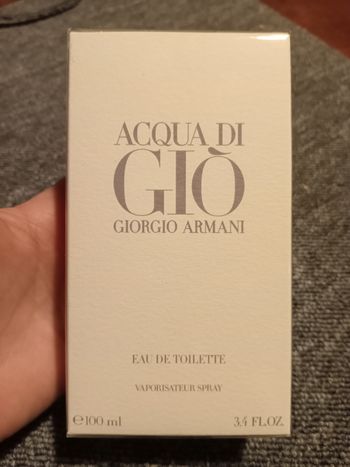 ACQUA DI
GIÒ
GIORGIO ARMANI
EAU DE TOILETTE
VAPORISATEUR SPRAY
℮100 ml 3.4 FL.OZ.